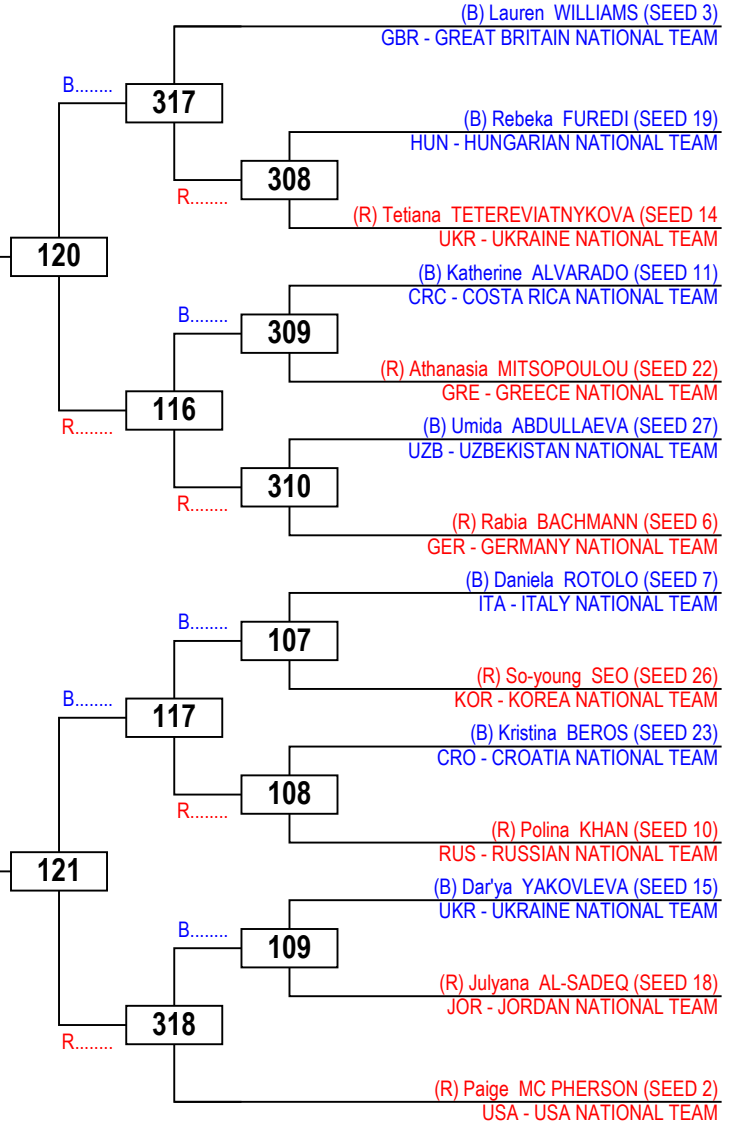 (B) Lauren WILLIAMS (SEED 3)
GBR - GREAT BRITAIN NATIONAL TEAM
B........
317
(B) Rebeka FUREDI (SEED 19)
HUN - HUNGARIAN NATIONAL TEAM
308
R........
(R) Tetiana TETEREVIATNYKOVA (SEED 14
UKR - UKRAINE NATIONAL TEAM
120
(B) Katherine ALVARADO (SEED 11)
CRC - COSTA RICA NATIONAL TEAM
B........
309
(R) Athanasia MITSOPOULOU (SEED 22)
GRE - GREECE NATIONAL TEAM
116
R........
(B) Umida ABDULLAEVA (SEED 27)
UZB - UZBEKISTAN NATIONAL TEAM
310
R........
(R) Rabia BACHMANN (SEED 6)
GER - GERMANY NATIONAL TEAM
(B) Daniela ROTOLO (SEED 7)
ITA - ITALY NATIONAL TEAM
B........
107
(R) So-young SEO (SEED 26)
KOR - KOREA NATIONAL TEAM
B........
117
(B) Kristina BEROS (SEED 23)
CRO - CROATIA NATIONAL TEAM
108
R........
(R) Polina KHAN (SEED 10)
RUS - RUSSIAN NATIONAL TEAM
121
(B) Dar'ya YAKOVLEVA (SEED 15)
UKR - UKRAINE NATIONAL TEAM
B........
109
(R) Julyana AL-SADEQ (SEED 18)
JOR - JORDAN NATIONAL TEAM
318
R........
(R) Paige MC PHERSON (SEED 2)
USA - USA NATIONAL TEAM